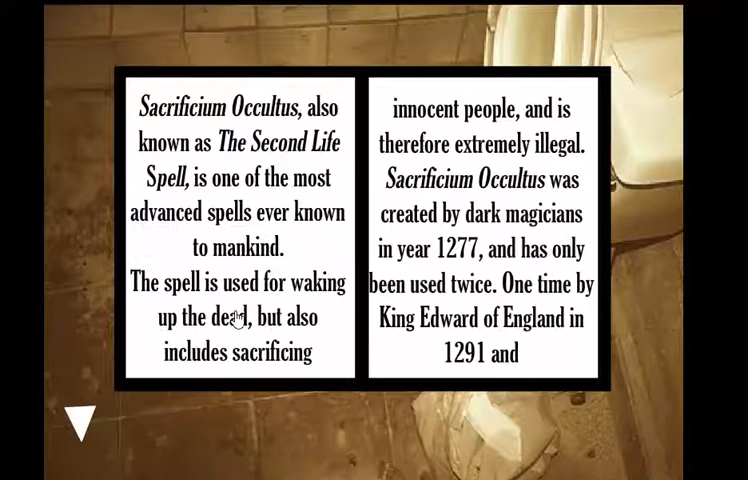 Sacrificium Occultus, also
known as The Second Life
Spell, is one of the most
advanced spells ever known
to mankind.
The spell is used for waking
up the dead, but also
includes sacrificing
innocent people, and is
therefore extremely illegal.
Sacrificium Occultus was
created by dark magicians
in year 1277, and has only
been used twice. One time by
King Edward of England in
1291 and